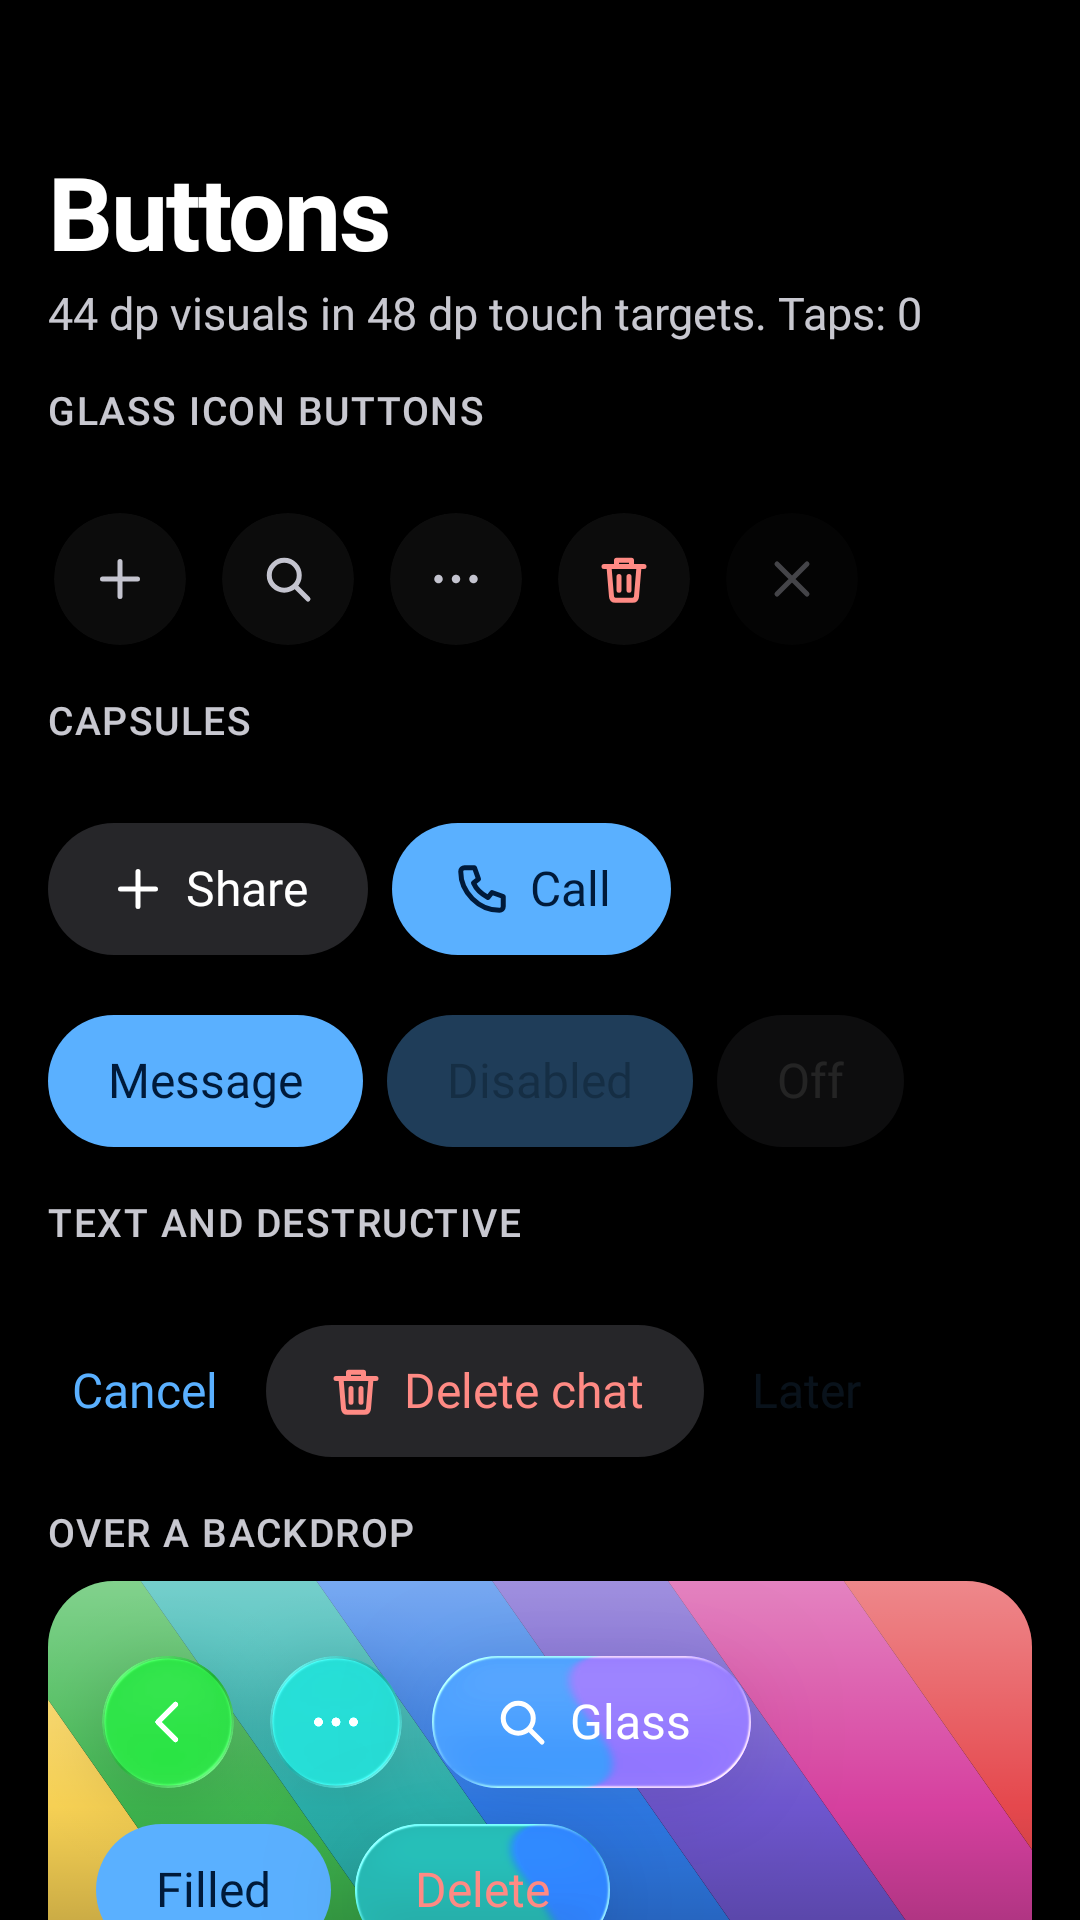 Buttons
44 dp visuals in 48 dp touch targets. Taps: 0
GLASS ICON BUTTONS
CAPSULES
Share
Call
Message
Disabled
Off
TEXT AND DESTRUCTIVE
Cancel
Delete chat
Later
OVER A BACKDROP
Glass
Filled
Delete